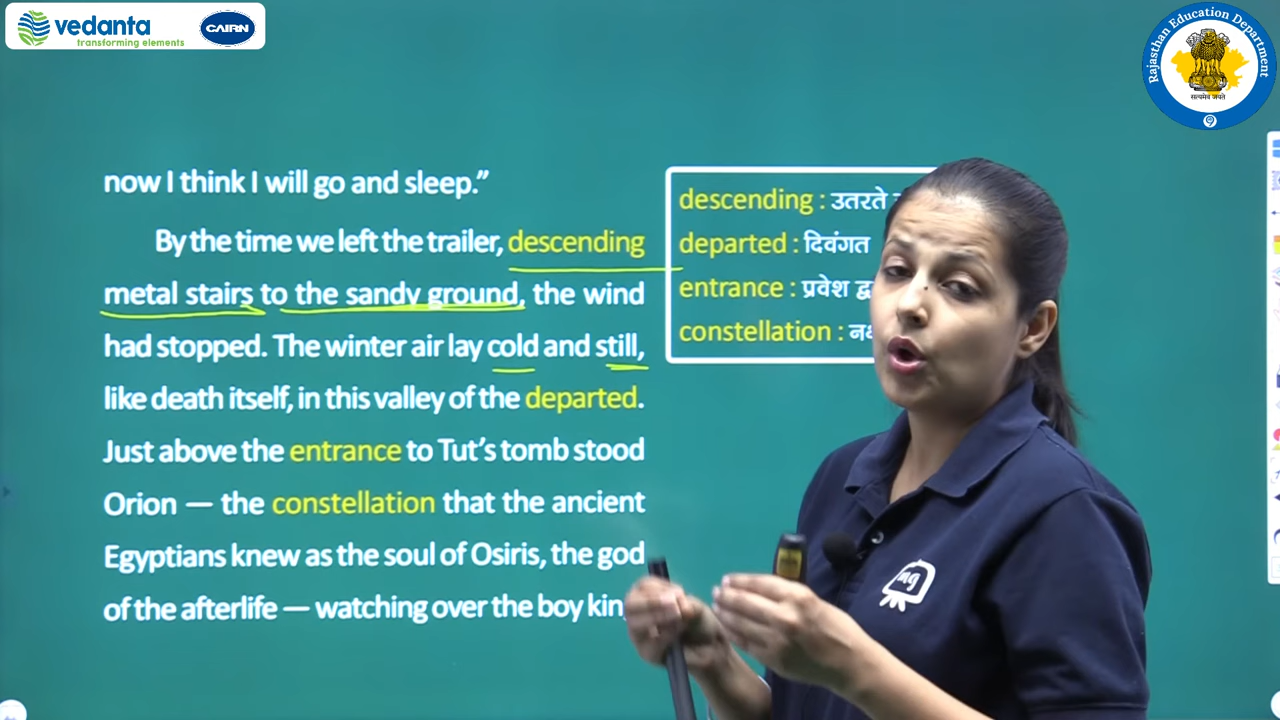 vedanta
transforming elements
CAIRN
Rajasthan Education Department
सत्यमेव जयते
now I think I will go and sleep.”
By the time we left the trailer, descending
metal stairs to the sandy ground, the wind
had stopped. The winter air lay cold and still,
like death itself, in this valley of the departed.
Just above the entrance to Tut’s tomb stood
Orion — the constellation that the ancient
Egyptians knew as the soul of Osiris, the god
of the afterlife — watching over the boy
descending : उतरते
departed : दिवंगत
entrance : प्रवेश
constellation :
mg